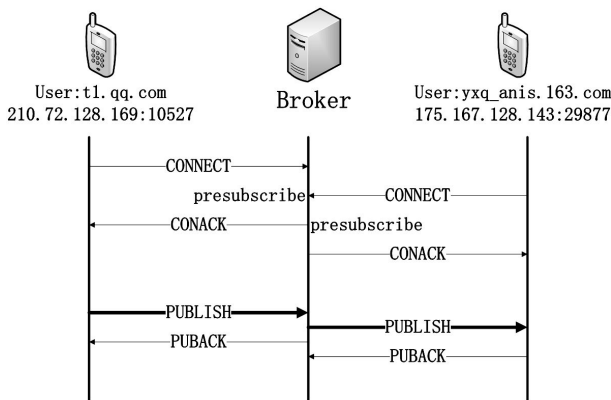 User:tl.qq.com
210.72.128.169:10527
Broker
User:yxq_anis.163.com
175.167.128.143:29877
CONNECT
presubscribe
CONNECT
CONACK
presubscribe
CONACK
PUBLISH
PUBLISH
PUBACK
PUBACK